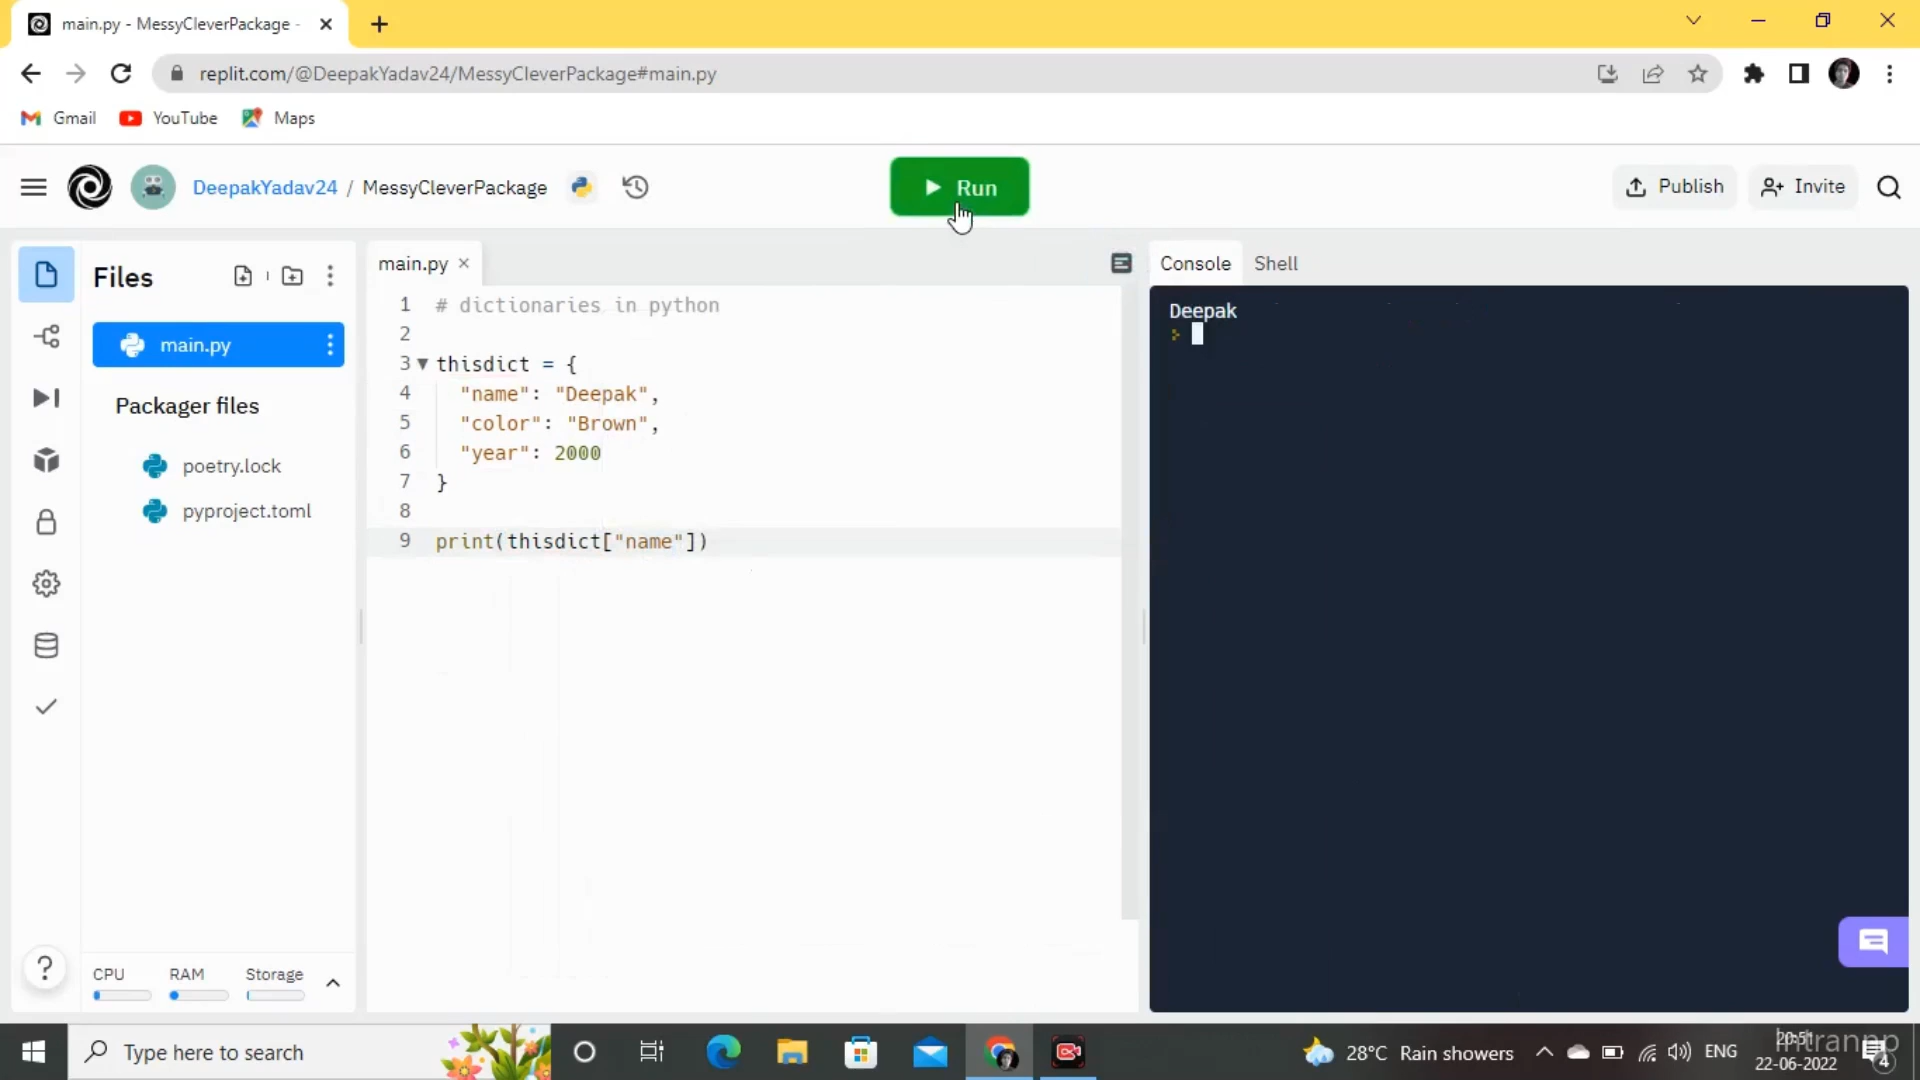 main.py - MessyCleverPackage -
replit.com/@DeepakYadav24/MessyCleverPackage#main.py
Gmail YouTube Maps
DeepakYadav24 / MessyCleverPackage
Run
Publish Invite
Files
main.py
Packager files
poetry.lock
pyproject.toml
CPU RAM Storage
main.py
1 # dictionaries in python
2
3 thisdict = {
4 "name": "Deepak",
5 "color": "Brown",
6 "year": 2000
7 }
8
9 print(thisdict["name"])
Console Shell
Deepak
Type here to search
28°C Rain showers
ENG
20:51
22-06-2022
4